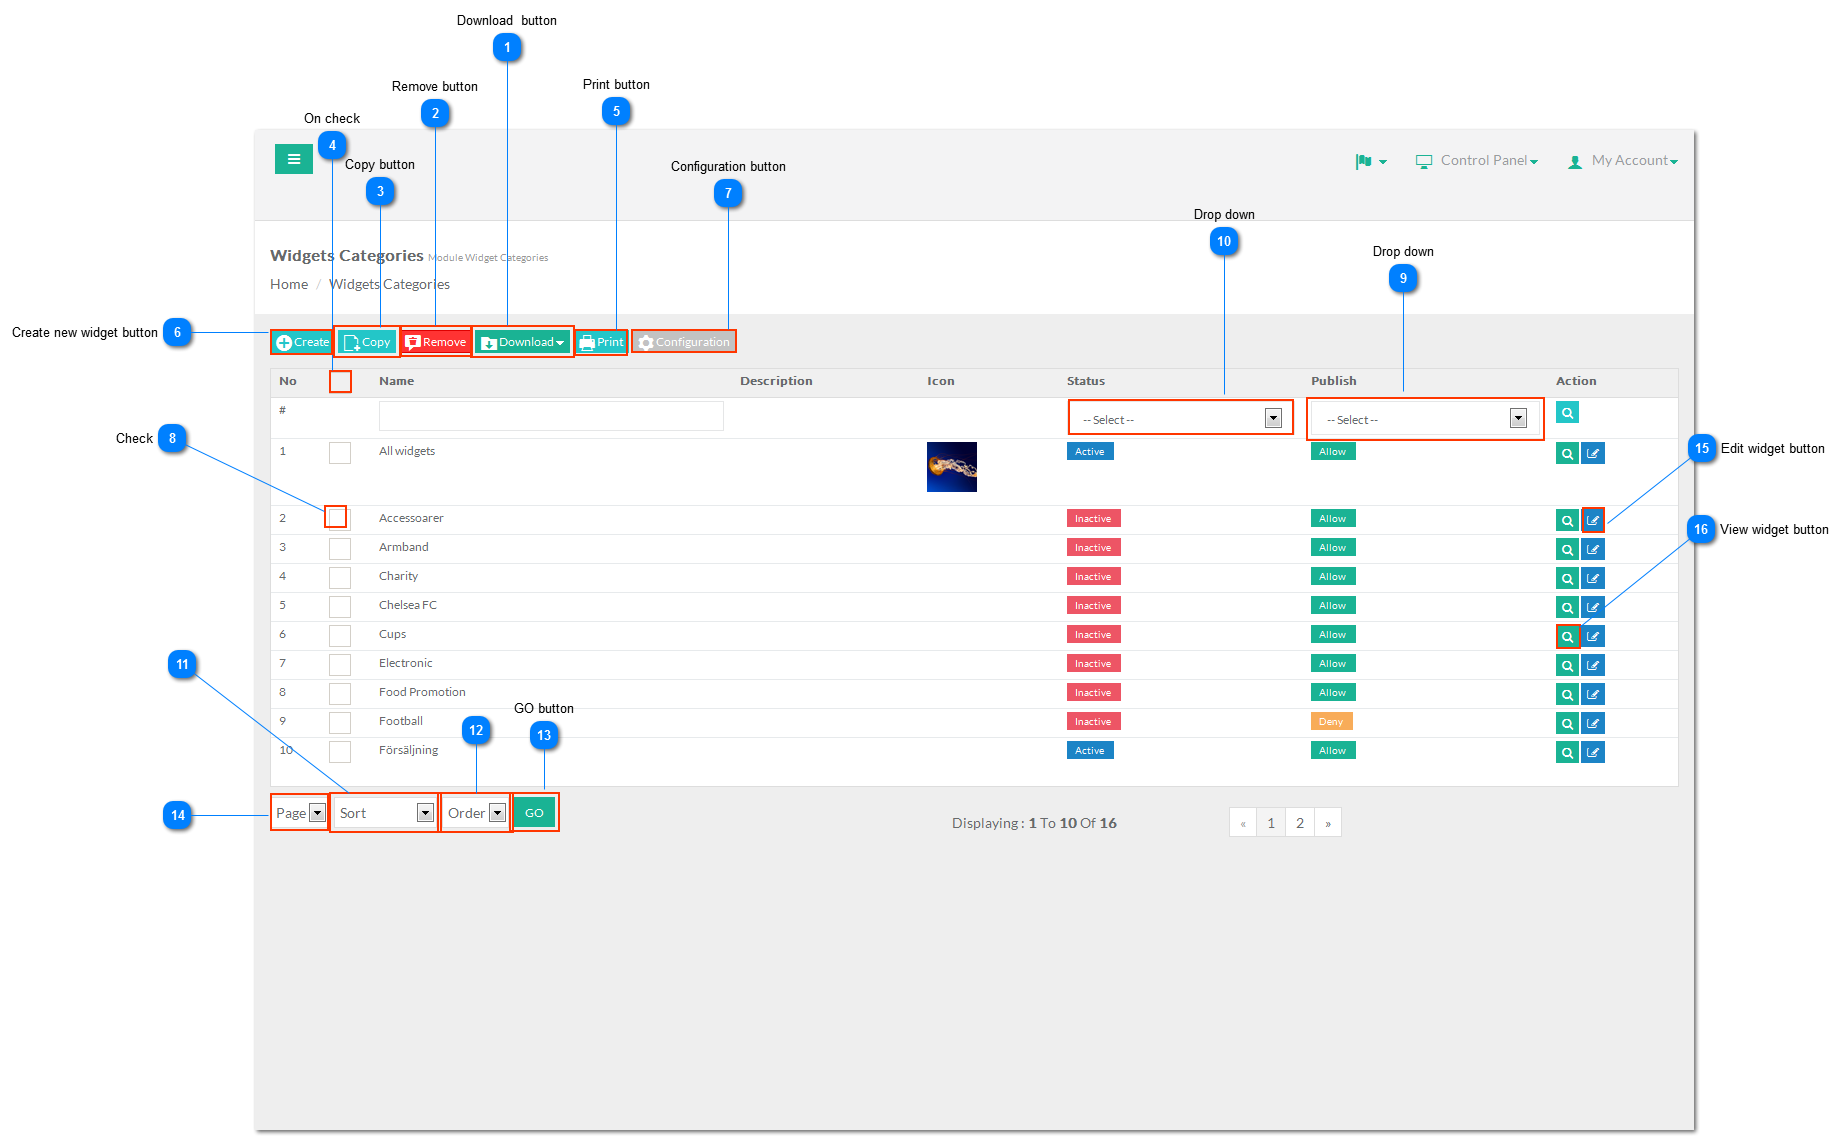 Download button
1
Remove button
2
Print button
5
On check
4
Copy button
3
Configuration button
7
Control Panel
My Account
Drop down
10
Drop down
9
Widgets Categories Module Widget Categories
Home / Widgets Categories
Create new widget button 6
Create Copy Remove Download Print Configuration
No Name Description Icon Status Publish Action
# -- Select -- -- Select --
Check 8
1 All widgets Active Allow
15 Edit widget button
2 Accessoarer Inactive Allow
16 View widget button
3 Armband Inactive Allow
4 Charity Inactive Allow
5 Chelsea FC Inactive Allow
6 Cups Inactive Allow
7 Electronic Inactive Allow
11
8 Food Promotion Inactive Allow
GO button
9 Football Inactive Deny
12
13
10 Försäljning Active Allow
14
Page Sort Order GO
Displaying : 1 To 10 Of 16
« 1 2 »